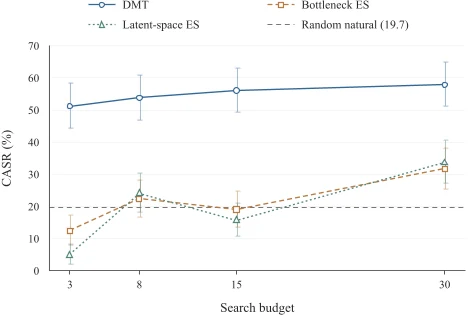 DMT
Bottleneck ES
Latent-space ES
Random natural (19.7)
70
60
50
40
30
20
10
0
CASR (%)
3 8 15 30
Search budget